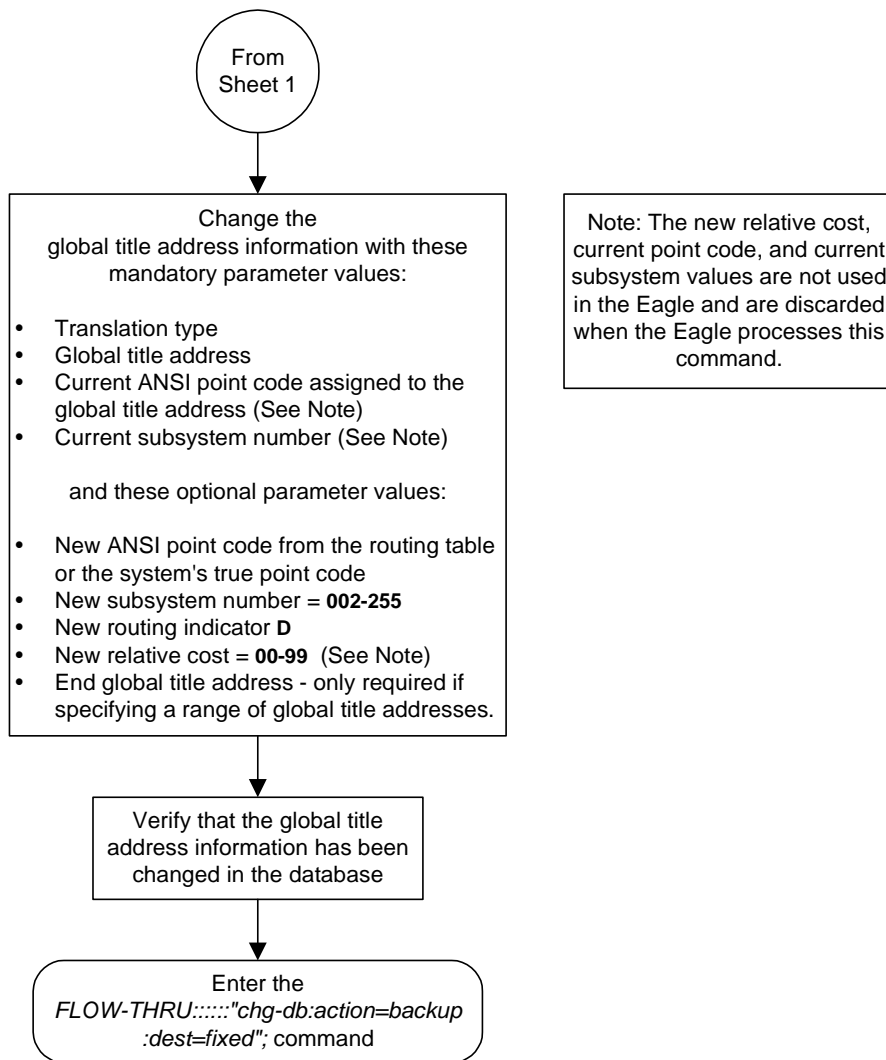 From
Sheet 1
Change the
global title address information with these
mandatory parameter values:
• Translation type
• Global title address
• Current ANSI point code assigned to the
global title address (See Note)
• Current subsystem number (See Note)
and these optional parameter values:
• New ANSI point code from the routing table
or the system's true point code
• New subsystem number = 002-255
• New routing indicator D
• New relative cost = 00-99 (See Note)
• End global title address - only required if
specifying a range of global title addresses.
Note: The new relative cost,
current point code, and current
subsystem values are not used
in the Eagle and are discarded
when the Eagle processes this
command.
Verify that the global title
address information has been
changed in the database
Enter the
FLOW-THRU::::::"chg-db:action=backup
:dest=fixed"; command